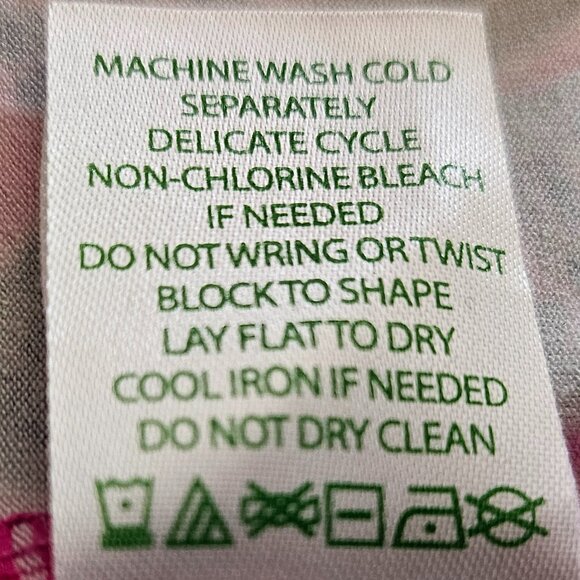 MACHINE WASH COLD
SEPARATELY
DELICATE CYCLE
NON-CHLORINE BLEACH
IF NEEDED
DO NOT WRING OR TWIST
BLOCK TO SHAPE
LAY FLAT TO DRY
COOL IRON IF NEEDED
DO NOT DRY CLEAN